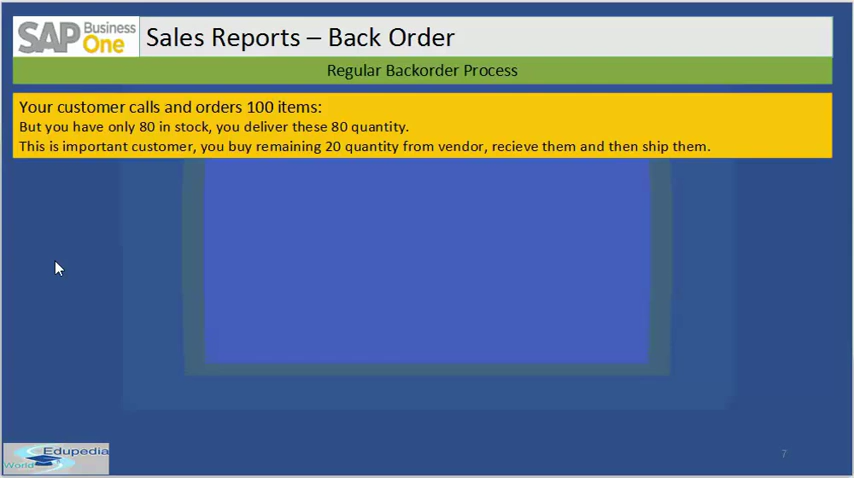 SAP Business One
Sales Reports – Back Order
Regular Backorder Process
Your customer calls and orders 100 items:
But you have only 80 in stock, you deliver these 80 quantity.
This is important customer, you buy remaining 20 quantity from vendor, recieve them and then ship them.
Edupedia
World
7